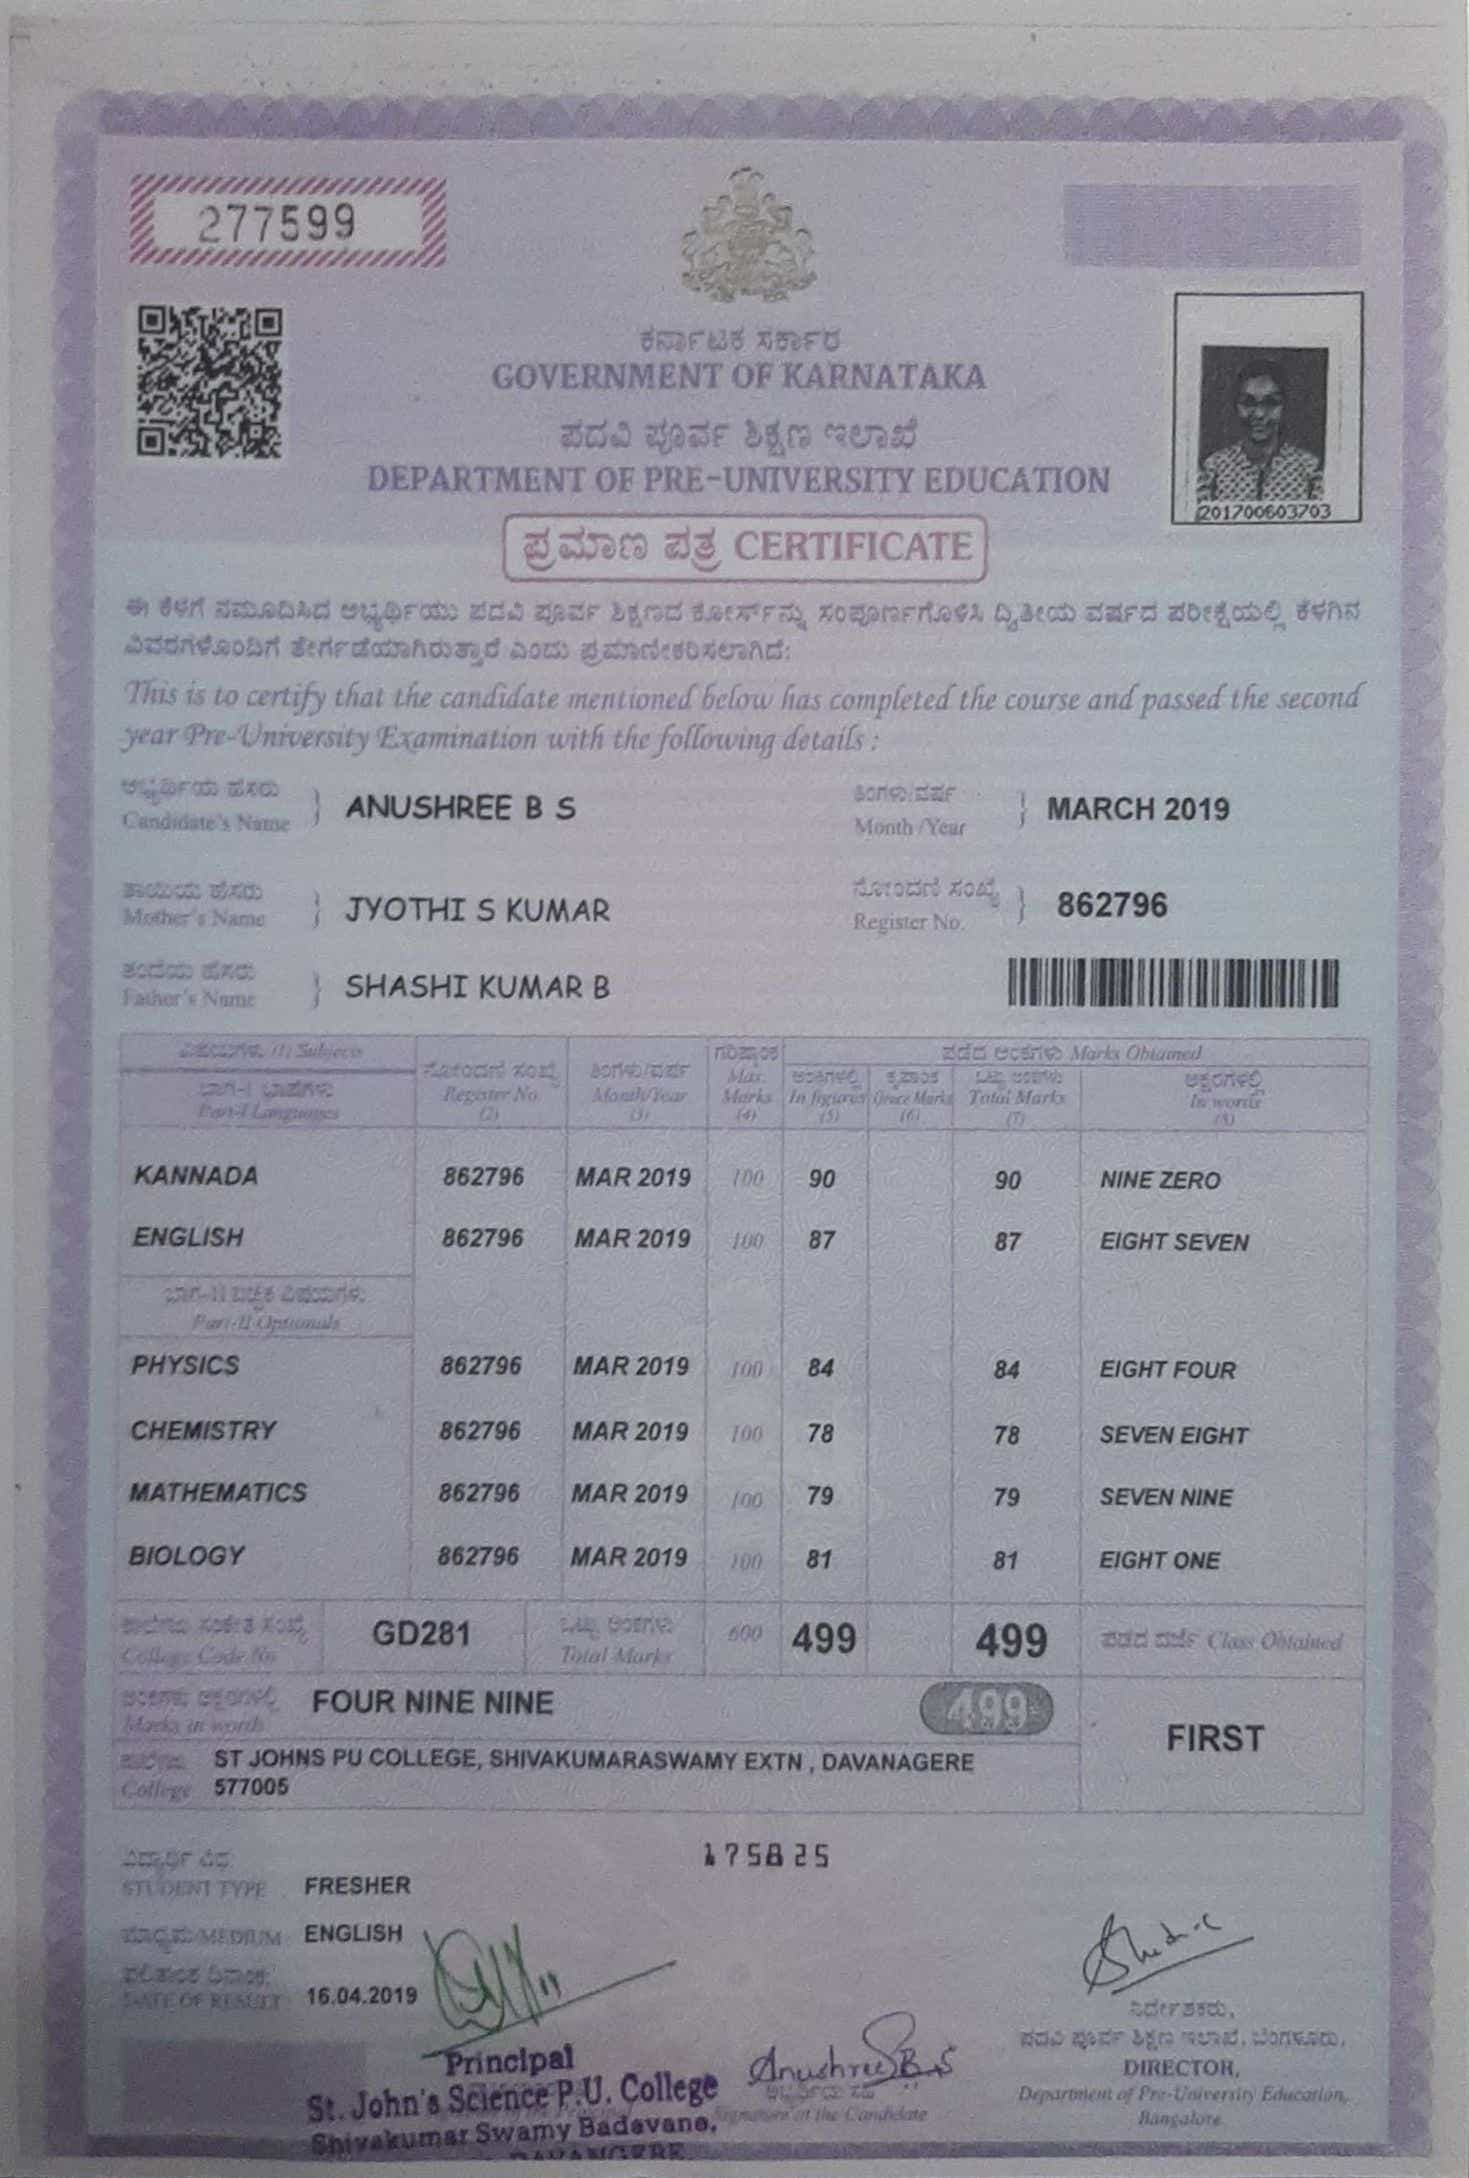 277599
ಕರ್ನಾಟಕ ಸರ್ಕಾರ
GOVERNMENT OF KARNATAKA
ಪದವಿ ಪೂರ್ವ ಶಿಕ್ಷಣ ಇಲಾಖೆ
DEPARTMENT OF PRE-UNIVERSITY EDUCATION
201700603703
ಪ್ರಮಾಣ ಪತ್ರ CERTIFICATE
ಈ ಕೆಳಗೆ ನಮೂದಿಸಿದ ಅಭ್ಯರ್ಥಿಯು ಪದವಿ ಪೂರ್ವ ಶಿಕ್ಷಣದ ಕೋರ್ಸ್‌ನ್ನು ಸಂಪೂರ್ಣಗೊಳಿಸಿ ದ್ವಿತೀಯ ವರ್ಷದ ಪರೀಕ್ಷೆಯಲ್ಲಿ ಕೆಳಗಿನ
ವಿವರಗಳೊಂದಿಗೆ ತೇರ್ಗಡೆಯಾಗಿರುತ್ತಾರೆ ಎಂದು ಪ್ರಮಾಣೀಕರಿಸಲಾಗಿದೆ:
This is to certify that the candidate mentioned below has completed the course and passed the second
year Pre-University Examination with the following details :
ಅಭ್ಯರ್ಥಿಯ ಹೆಸರು
Candidate's Name } ANUSHREE B S
ತಿಂಗಳು/ವರ್ಷ
Month /Year } MARCH 2019
ತಾಯಿಯ ಹೆಸರು
Mother's Name } JYOTHI S KUMAR
ನೋಂದಣಿ ಸಂಖ್ಯೆ
Register No. } 862796
ತಂದೆಯ ಹೆಸರು
Father's Name } SHASHI KUMAR B
ವಿಷಯಗಳು (1) Subjects
ಭಾಗ-I ಭಾಷೆಗಳು
Part-I Languages
ನೋಂದಣಿ ಸಂಖ್ಯೆ
Register No
(2)
ತಿಂಗಳು/ವರ್ಷ
Month/Year
(3)
ಗರಿಷ್ಠಾಂಕ
Max. Marks
(4)
ಪಡೆದ ಅಂಕಗಳು Marks Obtained
ಅಂಕಿಗಳಲ್ಲಿ
In figures
(5)
ಕೃಪಾಂಕ
Grace Marks
(6)
ಒಟ್ಟು ಅಂಕಗಳು
Total Marks
(7)
ಅಕ್ಷರಗಳಲ್ಲಿ
In words
(8)
KANNADA 862796 MAR 2019 100 90 90 NINE ZERO
ENGLISH 862796 MAR 2019 100 87 87 EIGHT SEVEN
ಭಾಗ-II ಐಚ್ಛಿಕ ವಿಷಯಗಳು
Part-II Optionals
PHYSICS 862796 MAR 2019 100 84 84 EIGHT FOUR
CHEMISTRY 862796 MAR 2019 100 78 78 SEVEN EIGHT
MATHEMATICS 862796 MAR 2019 100 79 79 SEVEN NINE
BIOLOGY 862796 MAR 2019 100 81 81 EIGHT ONE
ಕಾಲೇಜು ಸಂಕೇತ ಸಂಖ್ಯೆ
College Code No GD281
ಒಟ್ಟು ಅಂಕಗಳು
Total Marks 600 499 499
ಪಡೆದ ದರ್ಜೆ Class Obtained
ಅಂಕಗಳು ಅಕ್ಷರಗಳಲ್ಲಿ
Marks in words FOUR NINE NINE
499
FIRST
ಕಾಲೇಜು ST JOHNS PU COLLEGE, SHIVAKUMARASWAMY EXTN , DAVANAGERE
College 577005
175825
ವಿದ್ಯಾರ್ಥಿ ವಿಧ
STUDENT TYPE FRESHER
ಮಾಧ್ಯಮ/MEDIUM ENGLISH
ಫಲಿತಾಂಶ ದಿನಾಂಕ
DATE OF RESULT 16.04.2019
Principal
St. John's Science P.U. College
Shivakumar Swamy Badavane,
DAVANGERE
Anushree B S
Signature of the Candidate
ನಿರ್ದೇಶಕರು,
ಪದವಿ ಪೂರ್ವ ಶಿಕ್ಷಣ ಇಲಾಖೆ, ಬೆಂಗಳೂರು.
DIRECTOR,
Department of Pre-University Education,
Bangalore